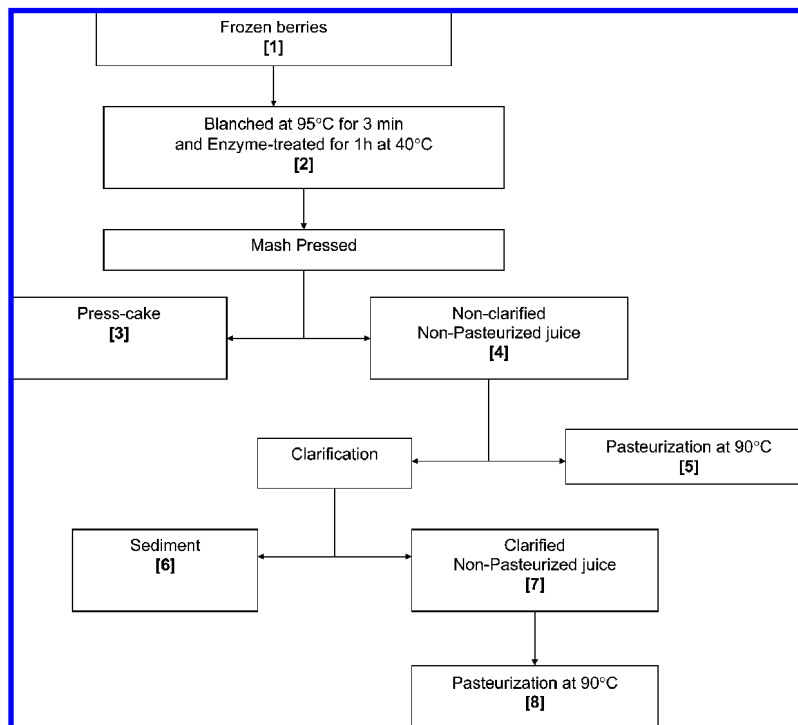 Frozen berries
[1]
Blanched at 95°C for 3 min
and Enzyme-treated for 1h at 40°C
[2]
Mash Pressed
Press-cake
[3]
Non-clarified
Non-Pasteurized juice
[4]
Clarification
Pasteurization at 90°C
[5]
Sediment
[6]
Clarified
Non-Pasteurized juice
[7]
Pasteurization at 90°C
[8]